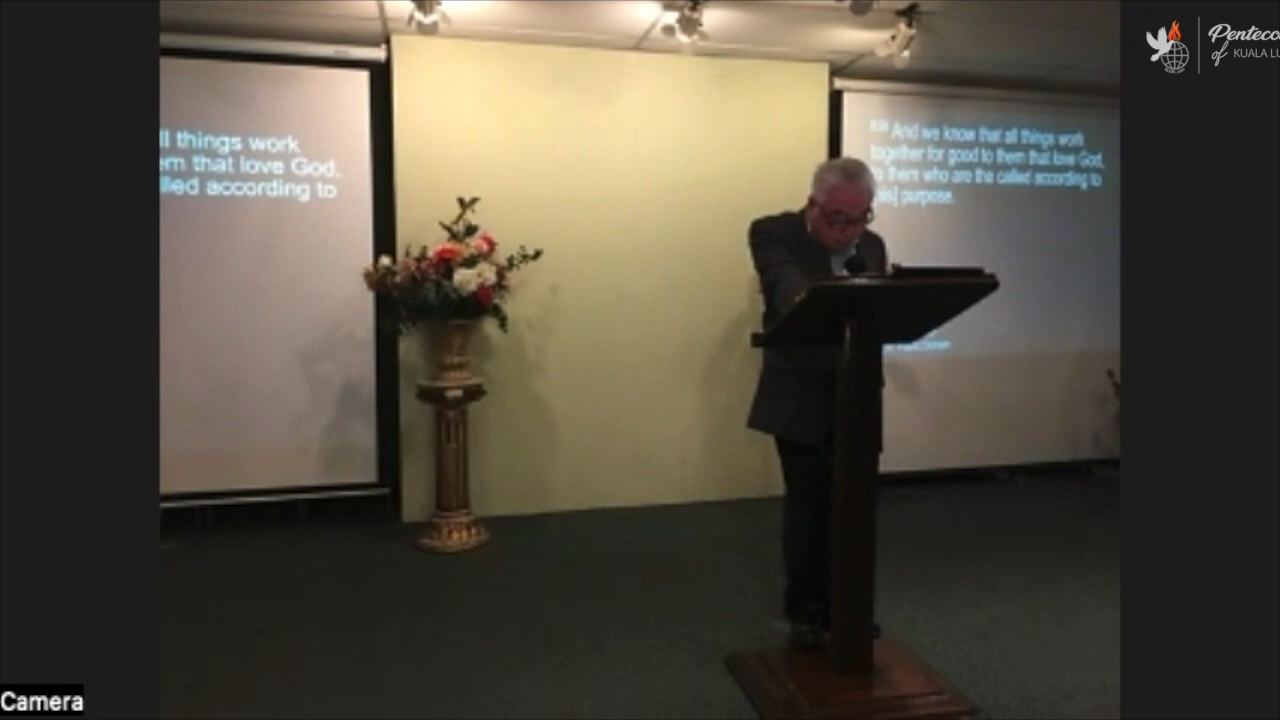 ll things work
em that love God,
lled according to
And we know that all things work
together for good to them that love God,
to them who are the called according to
his] purpose.
Penteco
of KUALA LU
Camera